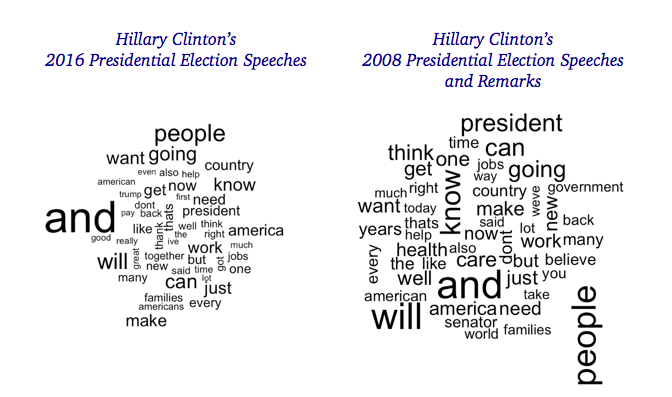 Hillary Clinton's
2016 Presidential Election Speeches
people
want going
even also help country
american now know
trump get first need
dont thats president
and pay back
like thank well think america
good really ive the right
will great together but work much
new said time got jobs
many can lot one
families just
americans every
make
Hillary Clinton's
2008 Presidential Election Speeches
and Remarks
president
time can
think one jobs
get way going
much right know country weve government
want today make new
years thats said lot back
help now dont work many
every health also
the like care but believe
well and just you
american take
will america need
senator
world families
people